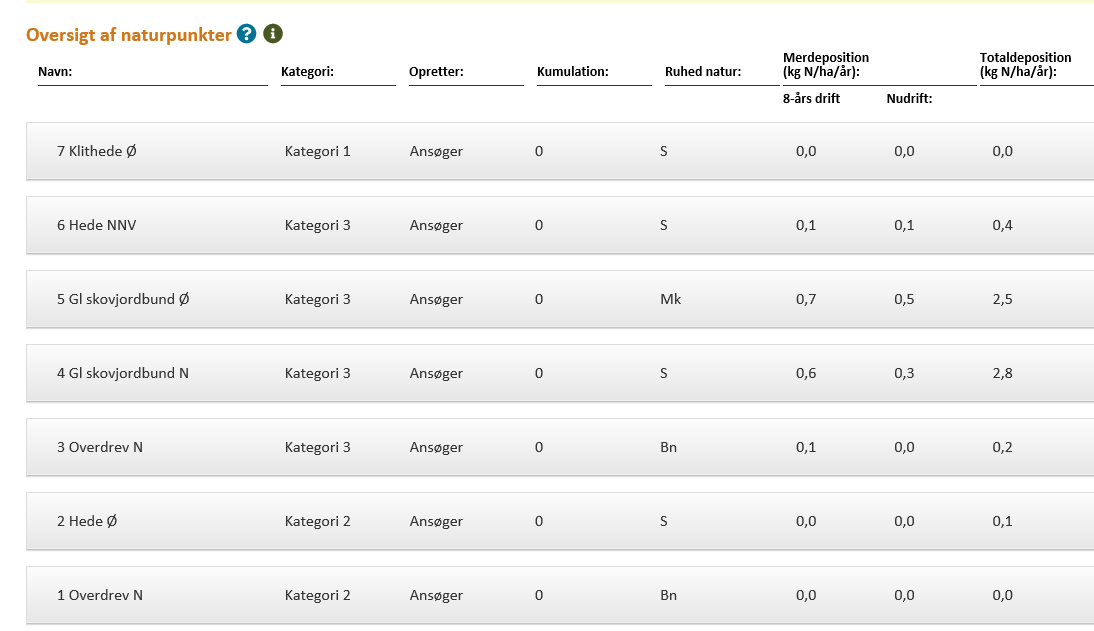 Oversigt af naturpunkter ? i
Navn: Kategori: Opretter: Kumulation: Ruhed natur: Merdeposition (kg N/ha/år): Totaldeposition (kg N/ha/år):
8-års drift Nudrift:
7 Klithede Ø Kategori 1 Ansøger 0 S 0,0 0,0 0,0
6 Hede NNV Kategori 3 Ansøger 0 S 0,1 0,1 0,4
5 Gl skovjordbund Ø Kategori 3 Ansøger 0 Mk 0,7 0,5 2,5
4 Gl skovjordbund N Kategori 3 Ansøger 0 S 0,6 0,3 2,8
3 Overdrev N Kategori 3 Ansøger 0 Bn 0,1 0,0 0,2
2 Hede Ø Kategori 2 Ansøger 0 S 0,0 0,0 0,1
1 Overdrev N Kategori 2 Ansøger 0 Bn 0,0 0,0 0,0